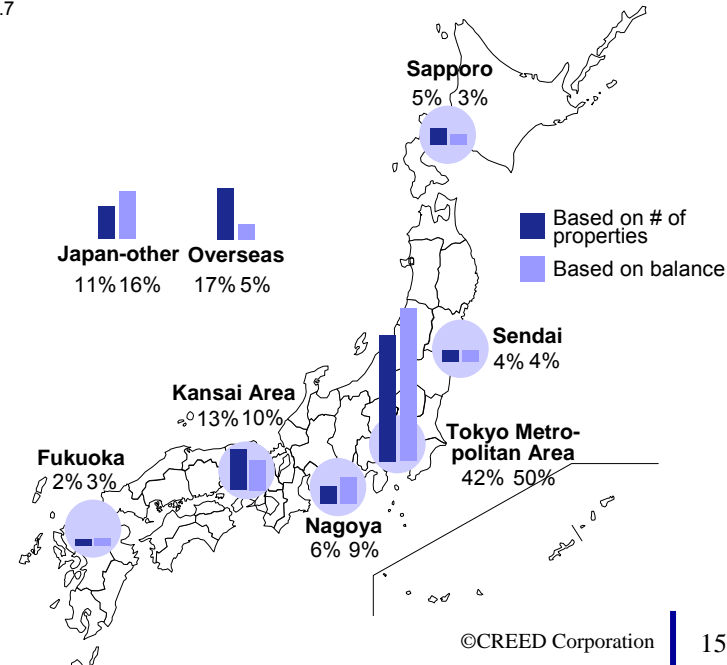 .7
Sapporo
5% 3%
Based on # of
properties
Based on balance
Japan-other Overseas
11% 16% 17% 5%
Sendai
4% 4%
Kansai Area
13% 10%
Tokyo Metro-
politan Area
42% 50%
Fukuoka
2% 3%
Nagoya
6% 9%
©CREED Corporation 15